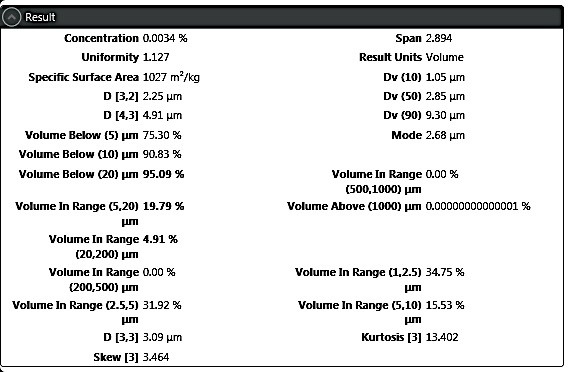 Result
Concentration 0.0034 % Span 2.894
Uniformity 1.127 Result Units Volume
Specific Surface Area 1027 m²/kg Dv (10) 1.05 µm
D [3,2] 2.25 µm Dv (50) 2.85 µm
D [4,3] 4.91 µm Dv (90) 9.30 µm
Volume Below (5) µm 75.30 % Mode 2.68 µm
Volume Below (10) µm 90.83 %
Volume Below (20) µm 95.09 % Volume In Range 0.00 %
(500,1000) µm
Volume In Range (5,20) 19.79 % Volume Above (1000) µm 0.00000000000001 %
µm
Volume In Range 4.91 %
(20,200) µm
Volume In Range 0.00 % Volume In Range (1,2.5) 34.75 %
(200,500) µm µm
Volume In Range (2.5,5) 31.92 % Volume In Range (5,10) 15.53 %
µm µm
D [3,3] 3.09 µm Kurtosis [3] 13.402
Skew [3] 3.464